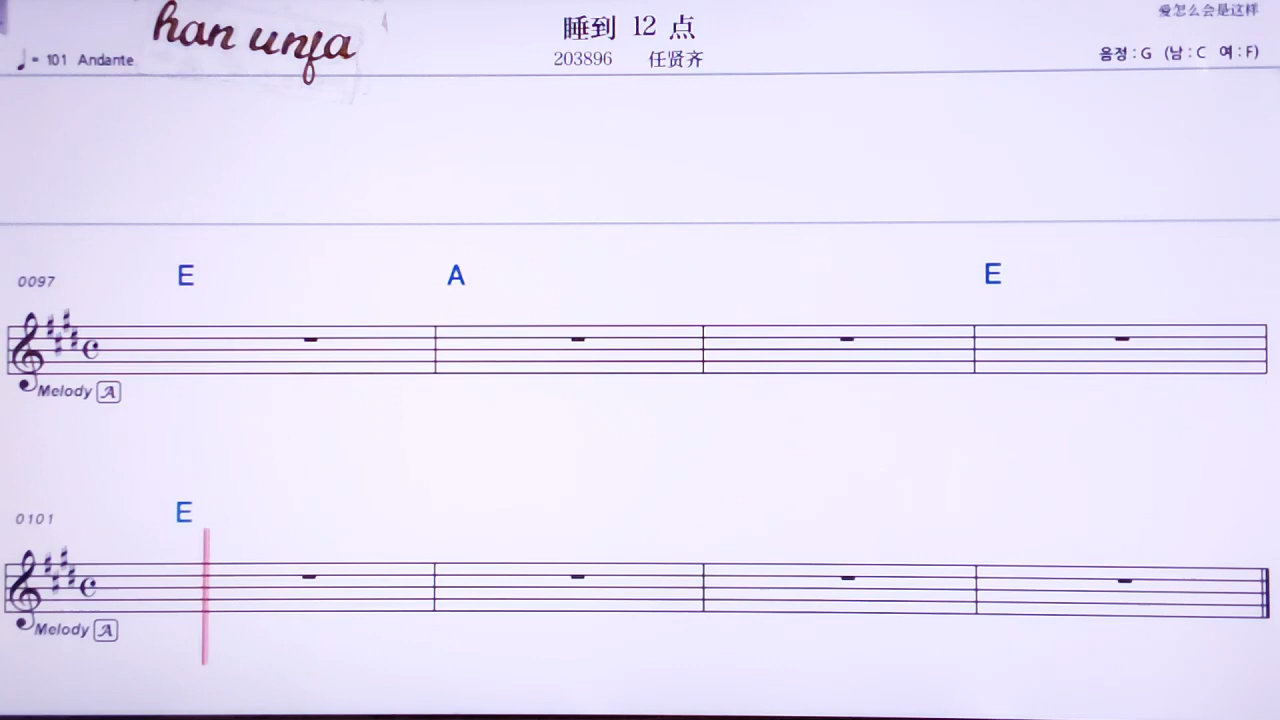 han unfa
睡到 12 点
爱怎么会是这样
♩= 101 Andante
203896 任贤齐
음정 : G (남 : C 여 : F)
0097
E A E
Melody A
0101
E
Melody A